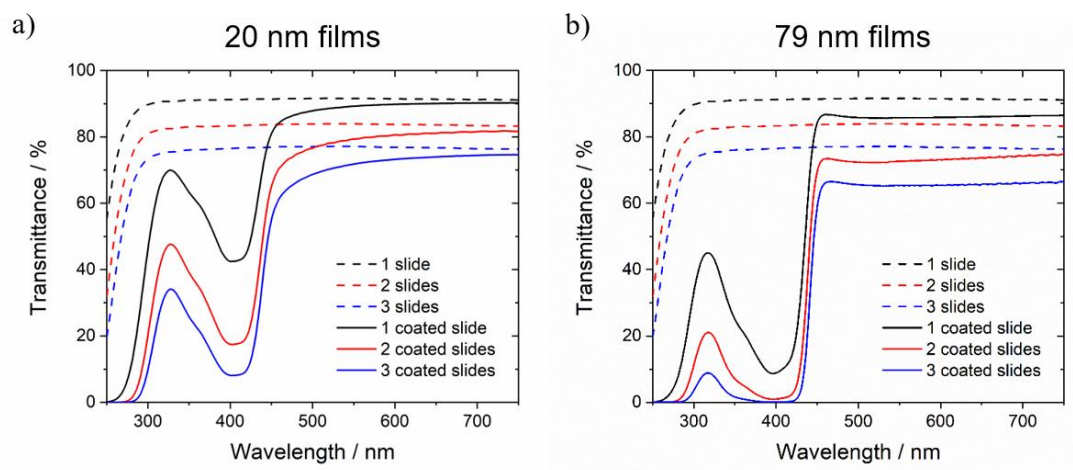 a)
20 nm films
100
80
60
40
20
0
Transmittance / %
300
400
500
600
700
Wavelength / nm
1 slide
2 slides
3 slides
1 coated slide
2 coated slides
3 coated slides
b)
79 nm films
100
80
60
40
20
0
Transmittance / %
300
400
500
600
700
Wavelength / nm
1 slide
2 slides
3 slides
1 coated slide
2 coated slides
3 coated slides